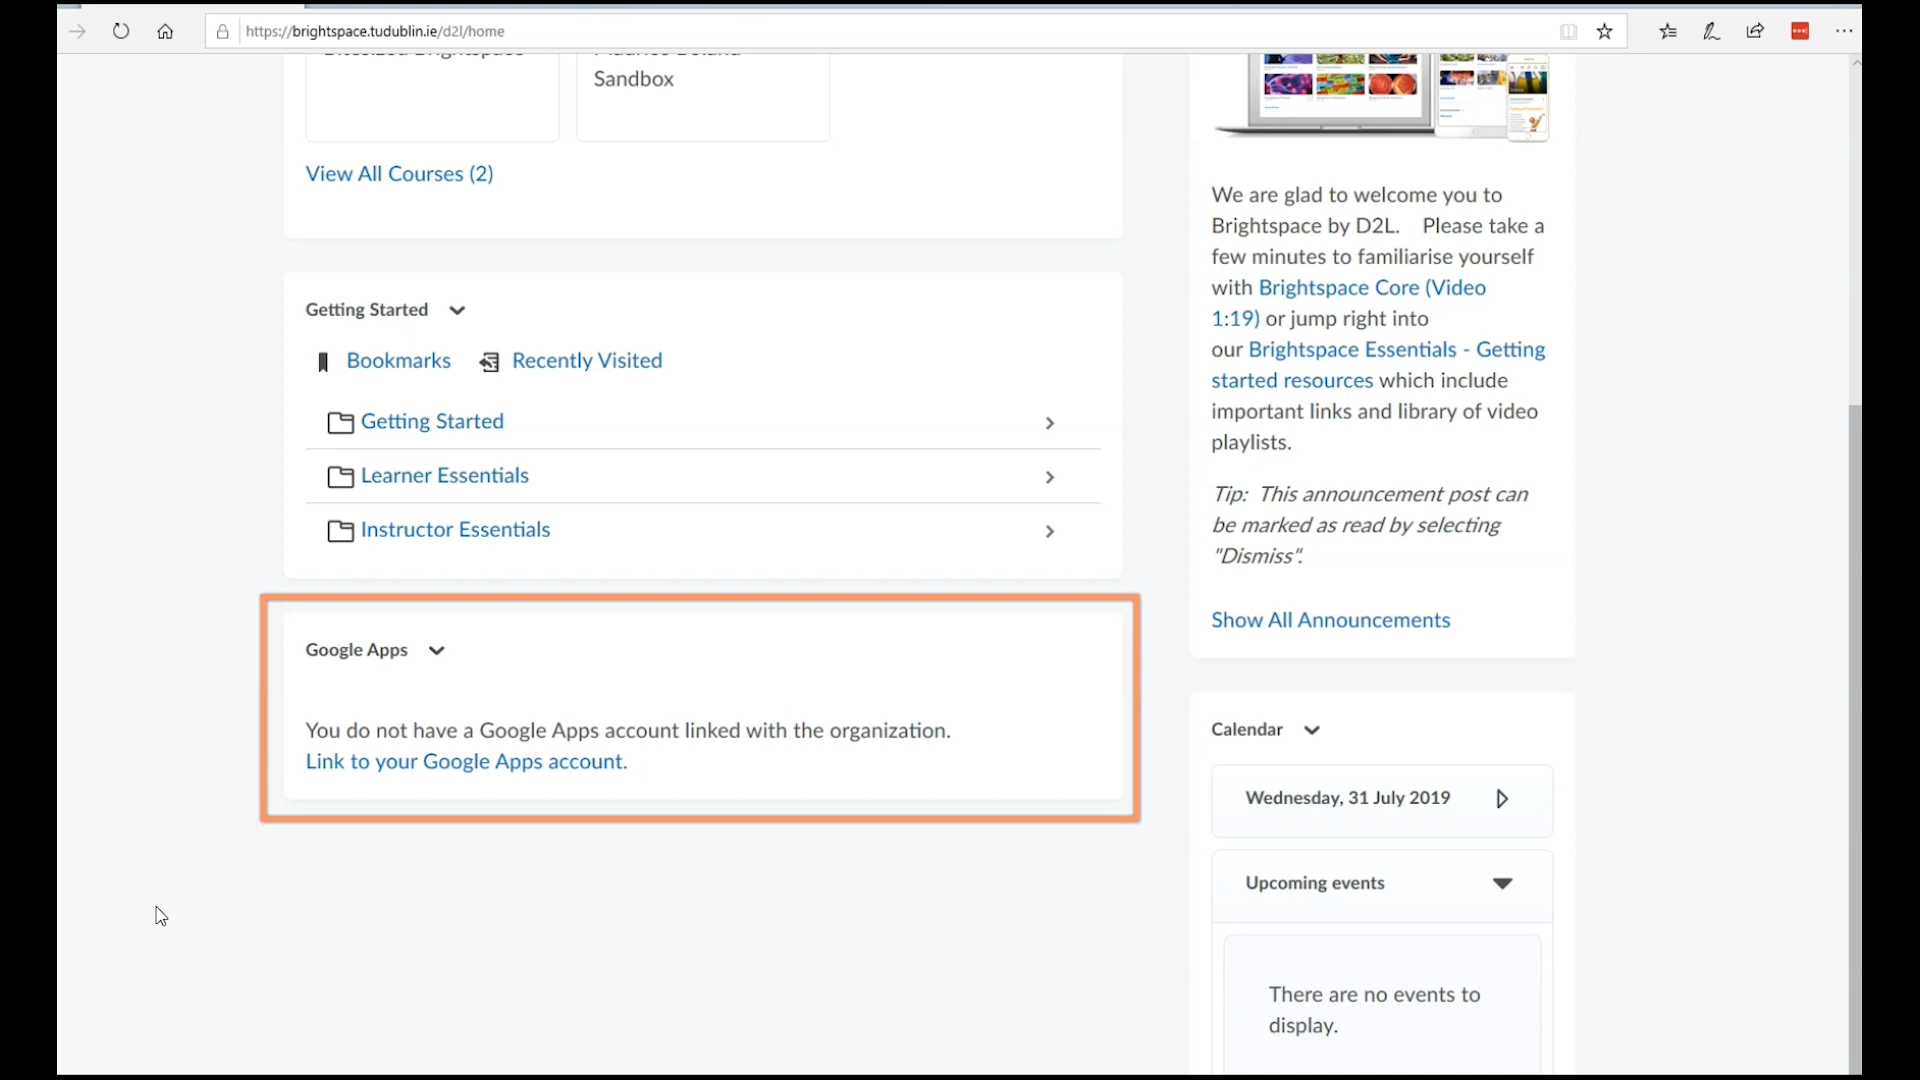 https://brightspace.tudublin.ie/d2l/home
Sandbox
View All Courses (2)
Getting Started
Bookmarks Recently Visited
Getting Started
Learner Essentials
Instructor Essentials
Google Apps
You do not have a Google Apps account linked with the organization.
Link to your Google Apps account.
We are glad to welcome you to
Brightspace by D2L. Please take a
few minutes to familiarise yourself
with Brightspace Core (Video
1:19) or jump right into
our Brightspace Essentials - Getting
started resources which include
important links and library of video
playlists.
Tip: This announcement post can
be marked as read by selecting
"Dismiss".
Show All Announcements
Calendar
Wednesday, 31 July 2019
Upcoming events
There are no events to
display.